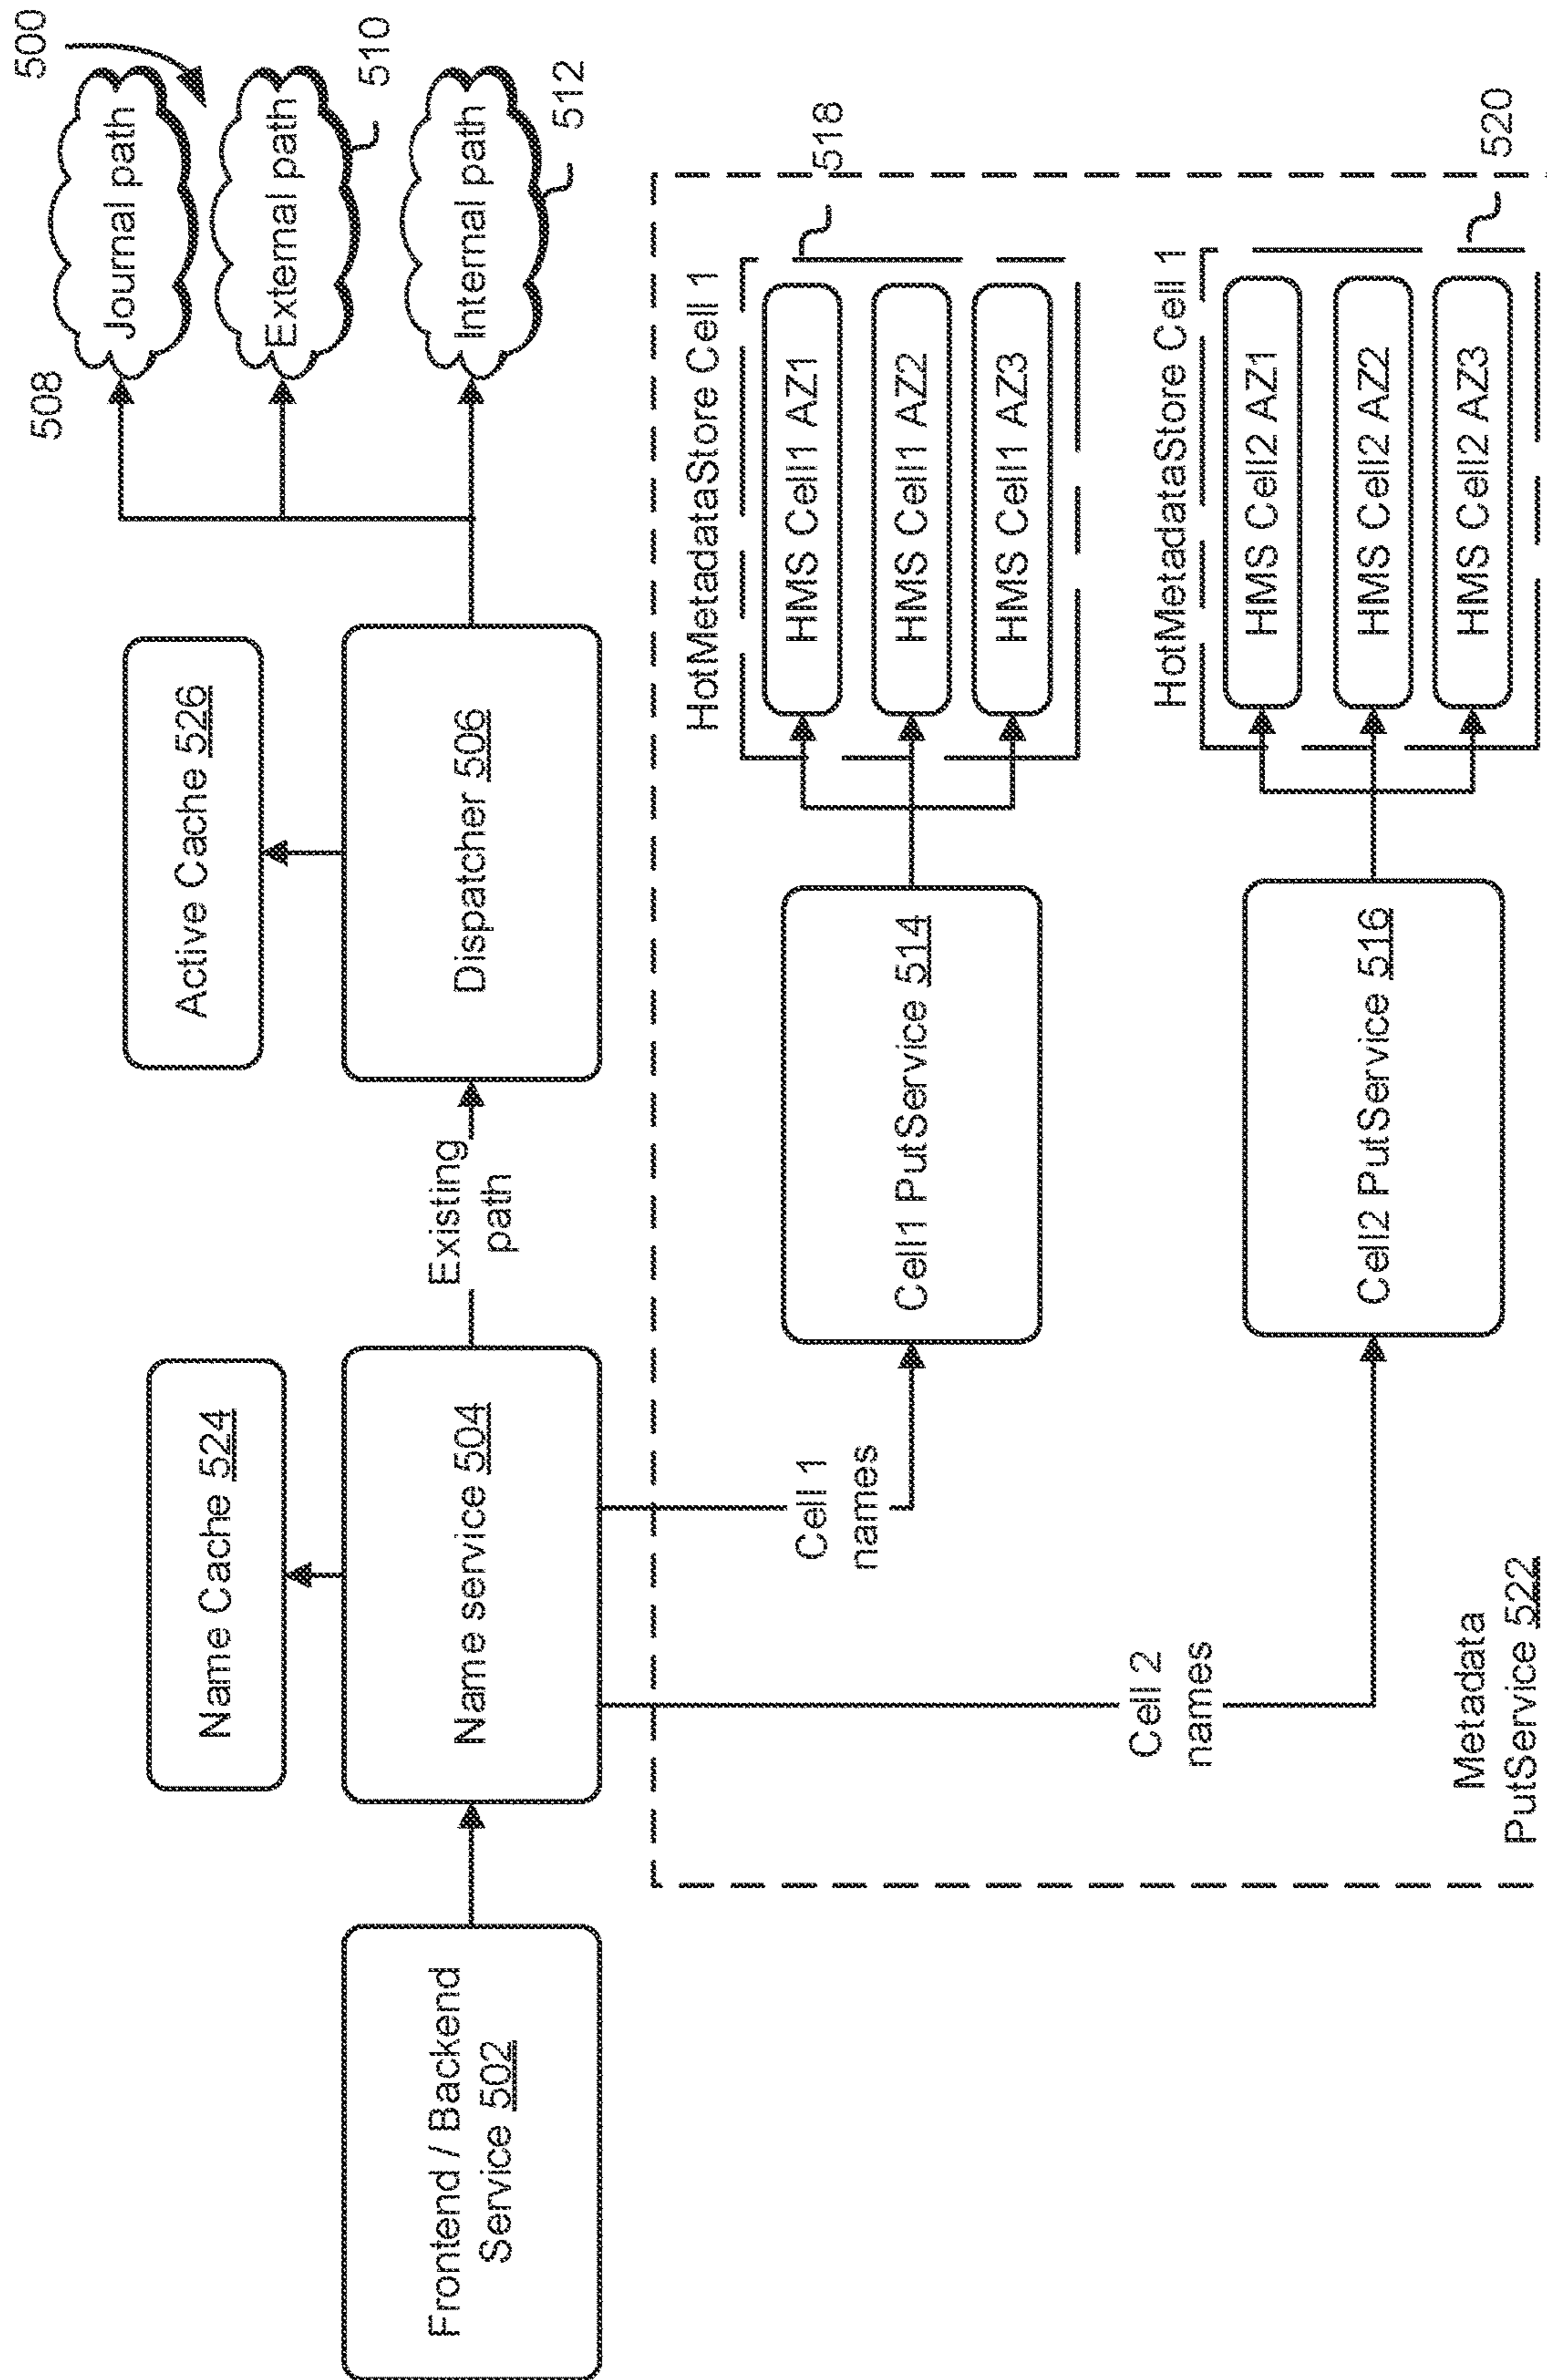 500
508
Journal path
External path
510
Internal path
512
Active Cache 526
Dispatcher 506
Existing
path
Name Cache 524
Name service 504
Frontend / Backend
Service 502
Cell 1
names
Cell 2
names
Cell1 PutService 514
HotMetadataStore Cell 1
518
HMS Cell1 AZ1
HMS Cell1 AZ2
HMS Cell1 AZ3
Cell2 PutService 516
HotMetadataStore Cell 1
520
HMS Cell2 AZ1
HMS Cell2 AZ2
HMS Cell2 AZ3
Metadata
PutService 522